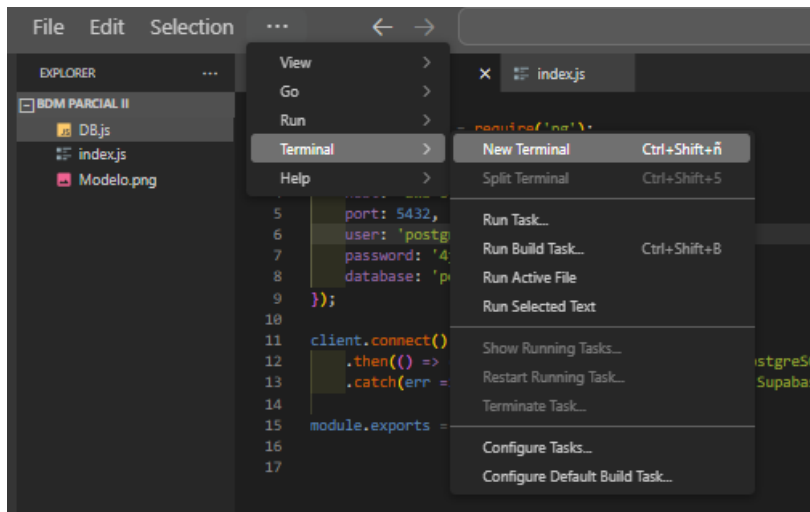 File Edit Selection ...
EXPLORER ...
BDM PARCIAL II
DB.js
index.js
Modelo.png
View
Go
Run
Terminal
Help
index.js
= require('pg');
New Terminal Ctrl+Shift+ñ
Split Terminal Ctrl+Shift+5
Run Task...
Run Build Task... Ctrl+Shift+B
Run Active File
Run Selected Text
Show Running Tasks...
Restart Running Task...
Terminate Task...
Configure Tasks...
Configure Default Build Task...
5 port: 5432,
6 user: 'postg
7 password: '4
8 database: 'p
9 });
10
11 client.connect()
12 .then(() => ostgreS
13 .catch(err = Supaba
14
15 module.exports =
16
17